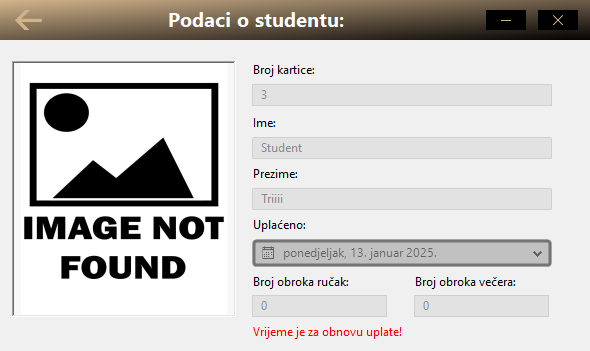 Podaci o studentu:
Broj kartice:
3
Ime:
Student
Prezime:
Triiii
Uplaćeno:
ponedjeljak, 13. januar 2025.
Broj obroka ručak:
Broj obroka večera:
0
0
Vrijeme je za obnovu uplate!
IMAGE NOT
FOUND